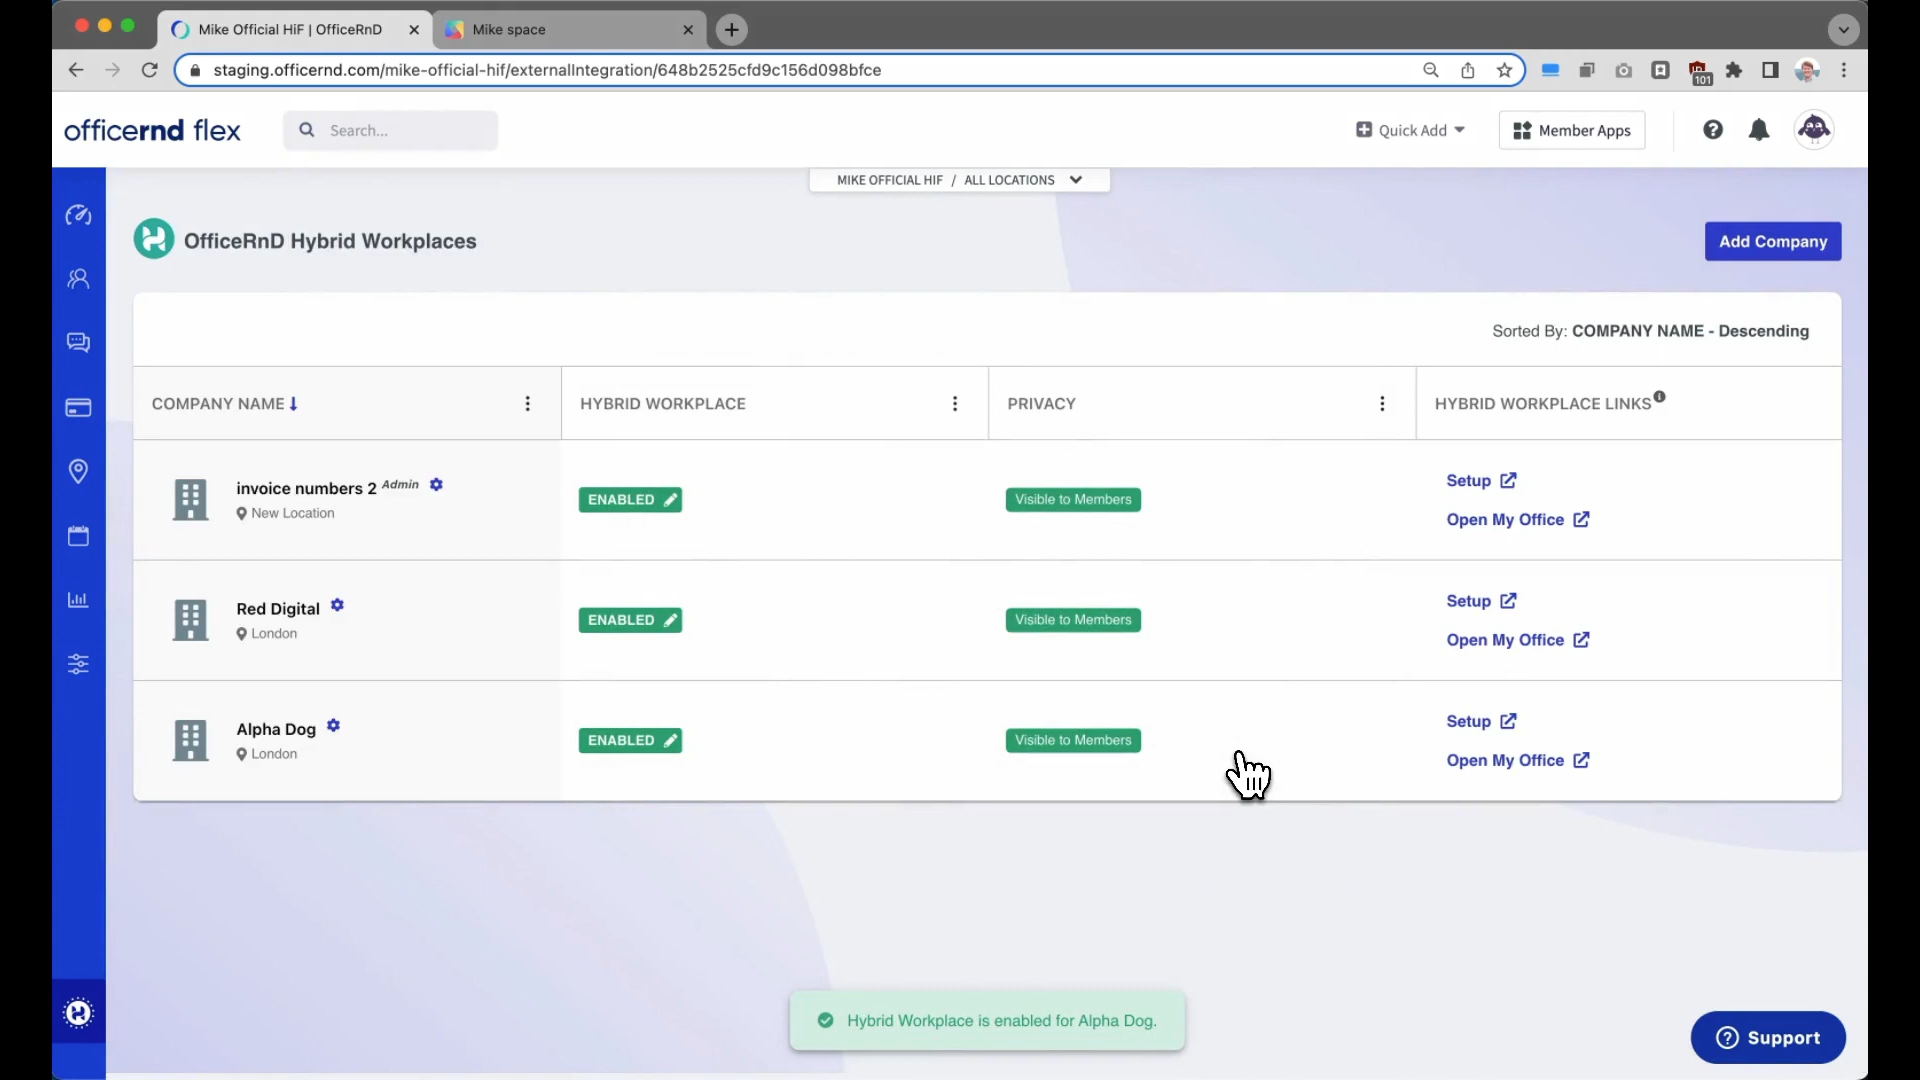 Mike Official HiF | OfficeRnD
Mike space
staging.officernd.com/mike-official-hif/externalIntegration/648b2525cfd9c156d098bfce
101
officernd flex
Search...
Quick Add
Member Apps
MIKE OFFICIAL HIF / ALL LOCATIONS
OfficeRnD Hybrid Workplaces
Add Company
Sorted By: COMPANY NAME - Descending
COMPANY NAME
HYBRID WORKPLACE
PRIVACY
HYBRID WORKPLACE LINKS
invoice numbers 2 Admin
New Location
ENABLED
Visible to Members
Setup
Open My Office
Red Digital
London
ENABLED
Visible to Members
Setup
Open My Office
Alpha Dog
London
ENABLED
Visible to Members
Setup
Open My Office
Hybrid Workplace is enabled for Alpha Dog.
Support